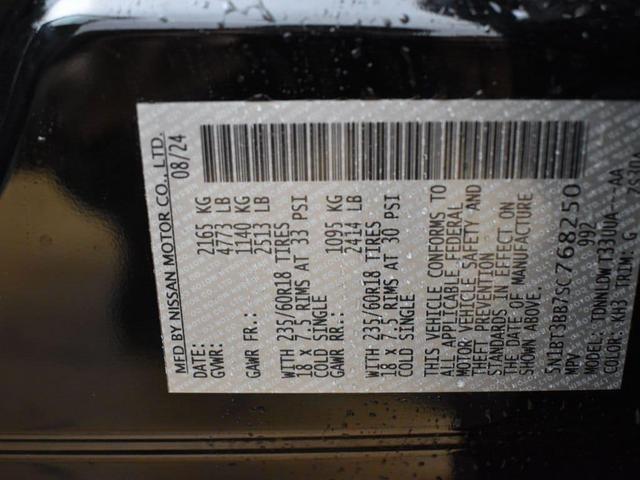 MFD BY NISSAN MOTOR CO., LTD.
DATE: 08/24
GVWR: 2165 KG
4773 LB
GAWR FR.: 1140 KG
2513 LB
WITH 235/60R18 TIRES
18 x 7.5 RIMS AT 33 PSI
COLD SINGLE
GAWR RR.: 1095 KG
2414 LB
WITH 235/60R18 TIRES
18 x 7.5 RIMS AT 30 PSI
COLD SINGLE
THIS VEHICLE CONFORMS TO
ALL APPLICABLE FEDERAL
MOTOR VEHICLE SAFETY AND
THEFT PREVENTION
STANDARDS IN EFFECT ON
THE DATE OF MANUFACTURE
SHOWN ABOVE.
5N1BT3BB7SC768250
MPV 992
MODEL: TDNNLDWT33UUA---AA
COLOR: KH3 TRIM: G